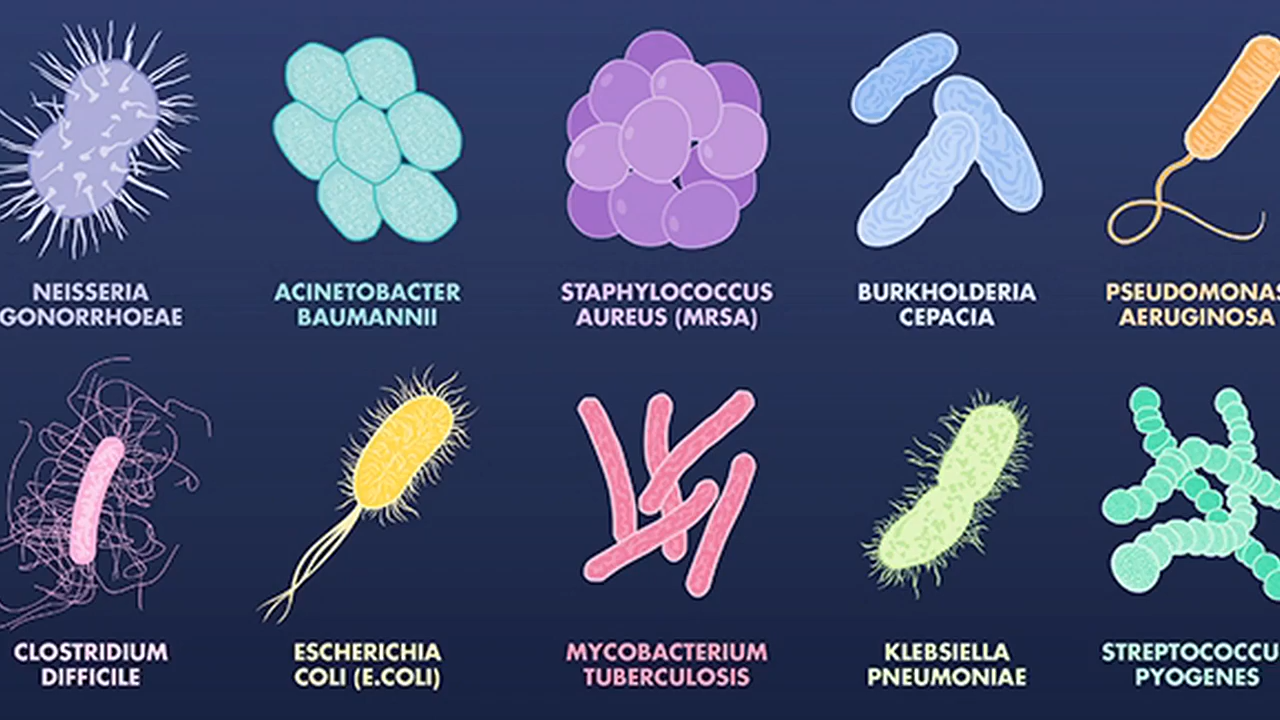 NEISSERIA
GONORRHOEAE
ACINETOBACTER
BAUMANNII
STAPHYLOCOCCUS
AUREUS (MRSA)
BURKHOLDERIA
CEPACIA
PSEUDOMONAS
AERUGINOSA
CLOSTRIDIUM
DIFFICILE
ESCHERICHIA
COLI (E.COLI)
MYCOBACTERIUM
TUBERCULOSIS
KLEBSIELLA
PNEUMONIAE
STREPTOCOCCU
PYOGENES